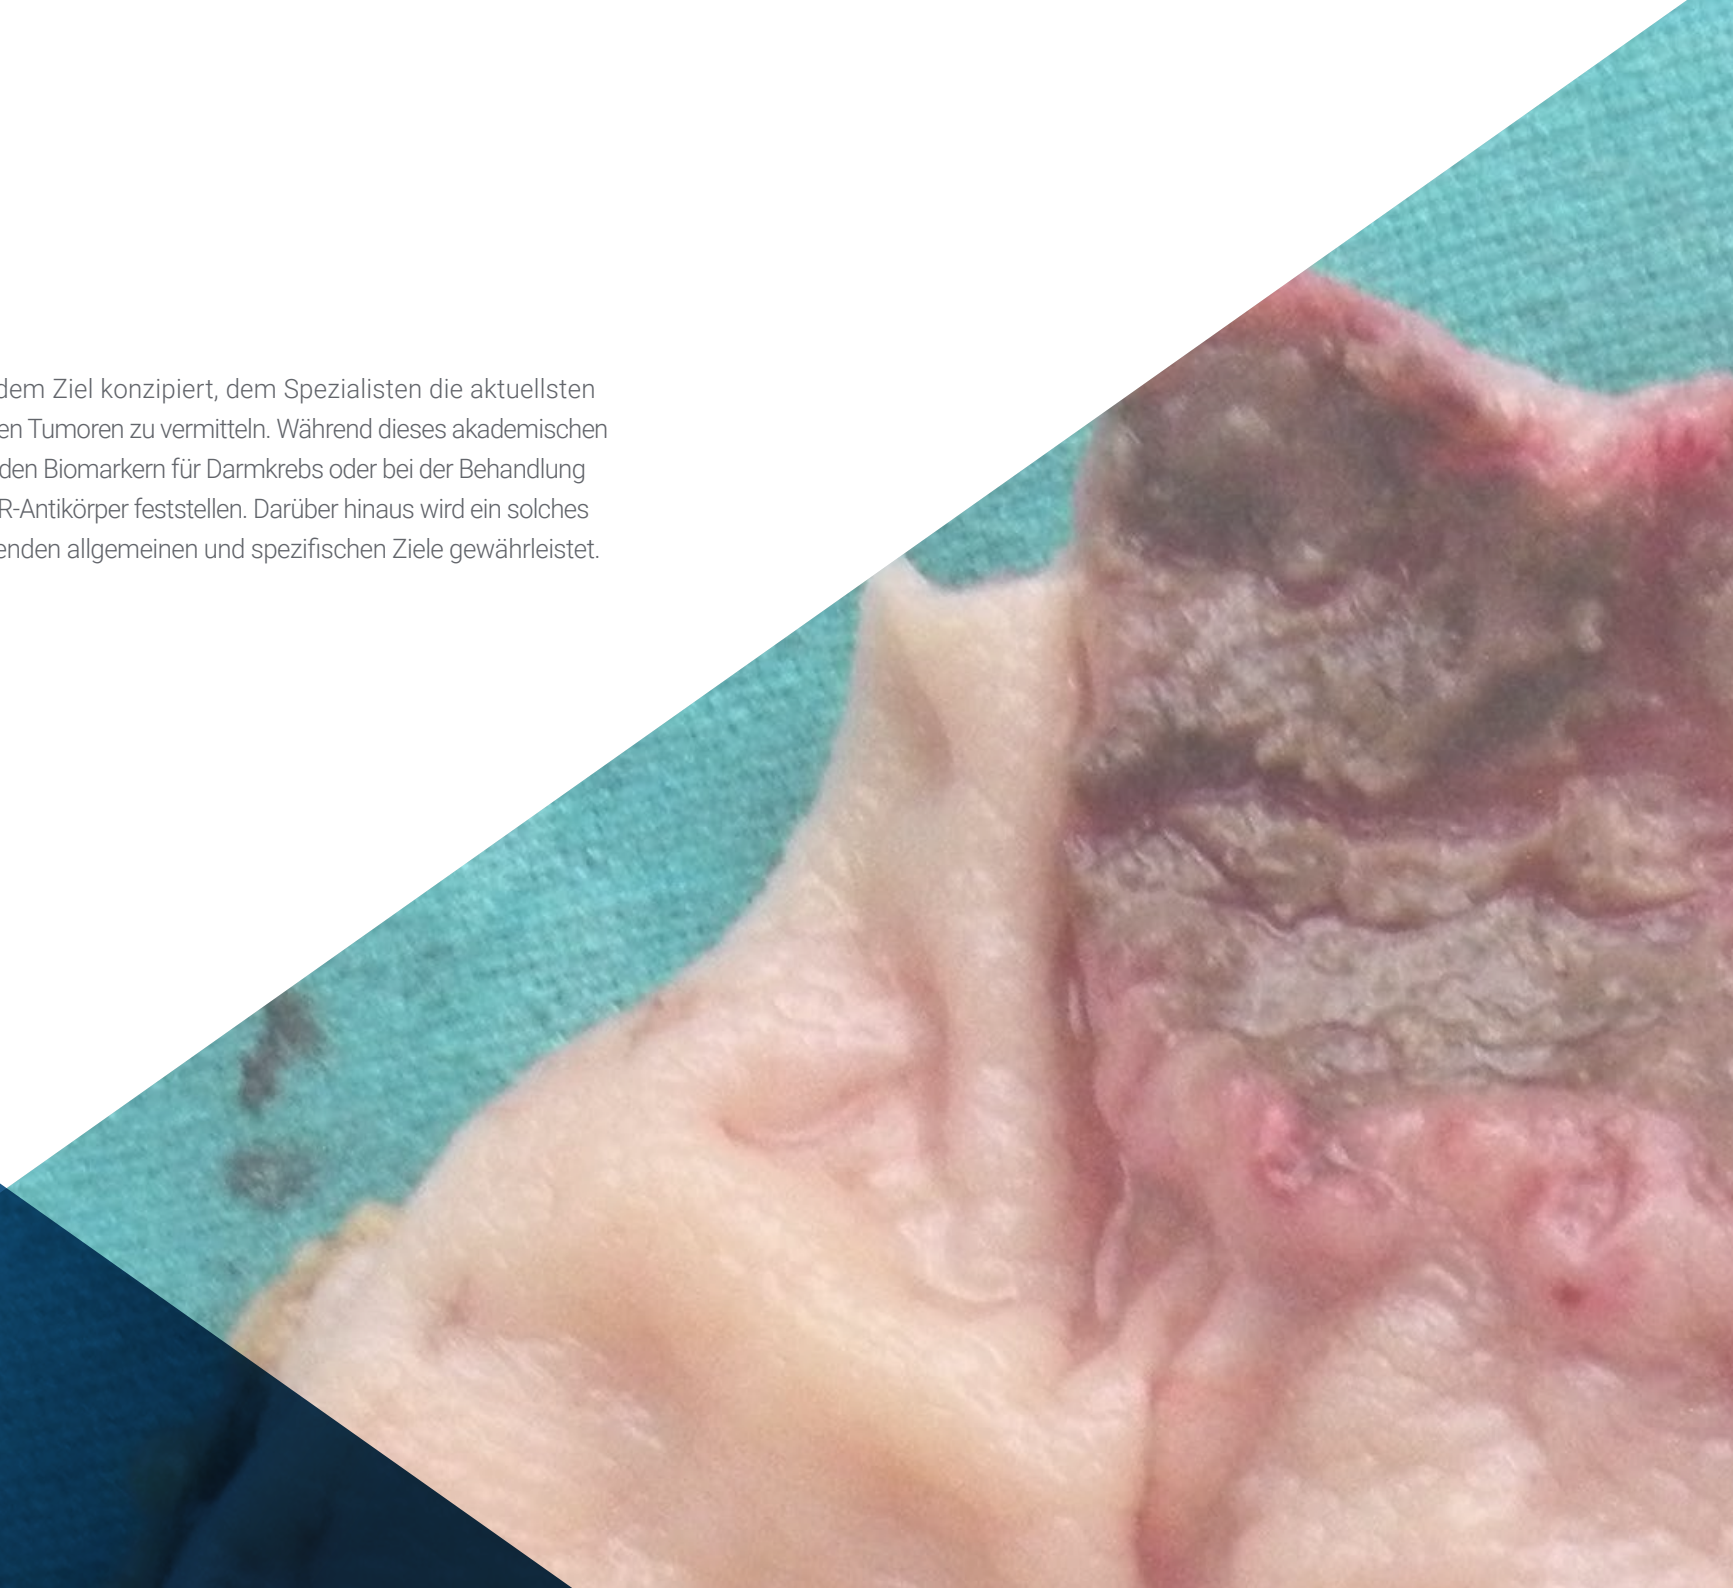 dem Ziel konzipiert, dem Spezialisten die aktuellsten
en Tumoren zu vermitteln. Während dieses akademischen
den Biomarkern für Darmkrebs oder bei der Behandlung
R-Antikörper feststellen. Darüber hinaus wird ein solches
enden allgemeinen und spezifischen Ziele gewährleistet.